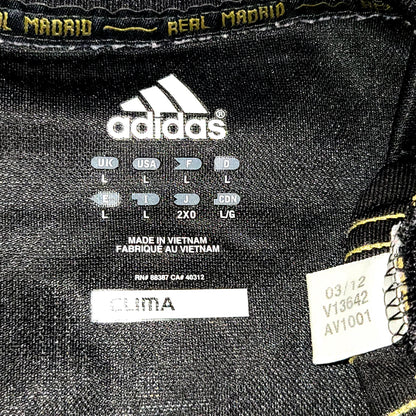 REAL MADRID REAL MADRID
adidas
UK USA F D
L L L L
E I J CDN
L L 2XO L/G
MADE IN VIETNAM
FABRIQUÉ AU VIETNAM
RN# 88387 CA# 40312
CLIMA
03/12
V13642
AV1001